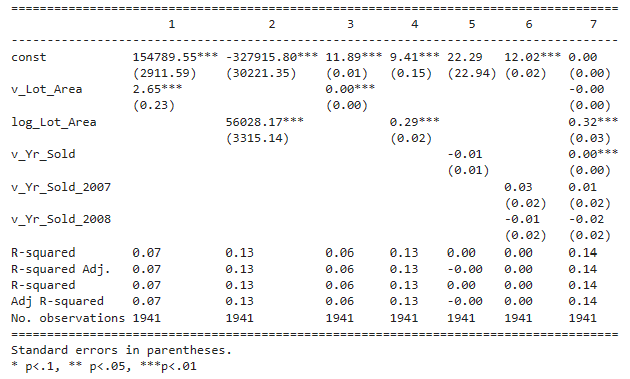 ================================================================================
1 2 3 4 5 6 7
--------------------------------------------------------------------------------
const 154789.55*** -327915.80*** 11.89*** 9.41*** 22.29 12.02*** 0.00
(2911.59) (30221.35) (0.01) (0.15) (22.94) (0.02) (0.00)
v_Lot_Area 2.65*** 0.00*** -0.00
(0.23) (0.00) (0.00)
log_Lot_Area 56028.17*** 0.29*** 0.32***
(3315.14) (0.02) (0.03)
v_Yr_Sold -0.01 0.00***
(0.01) (0.00)
v_Yr_Sold_2007 0.03 0.01
(0.02) (0.02)
v_Yr_Sold_2008 -0.01 -0.02
(0.02) (0.02)
R-squared 0.07 0.13 0.06 0.13 0.00 0.00 0.14
R-squared Adj. 0.07 0.13 0.06 0.13 -0.00 0.00 0.14
R-squared 0.07 0.13 0.06 0.13 0.00 0.00 0.14
Adj R-squared 0.07 0.13 0.06 0.13 -0.00 0.00 0.14
No. observations 1941 1941 1941 1941 1941 1941 1941
================================================================================
Standard errors in parentheses.
* p<.1, ** p<.05, ***p<.01